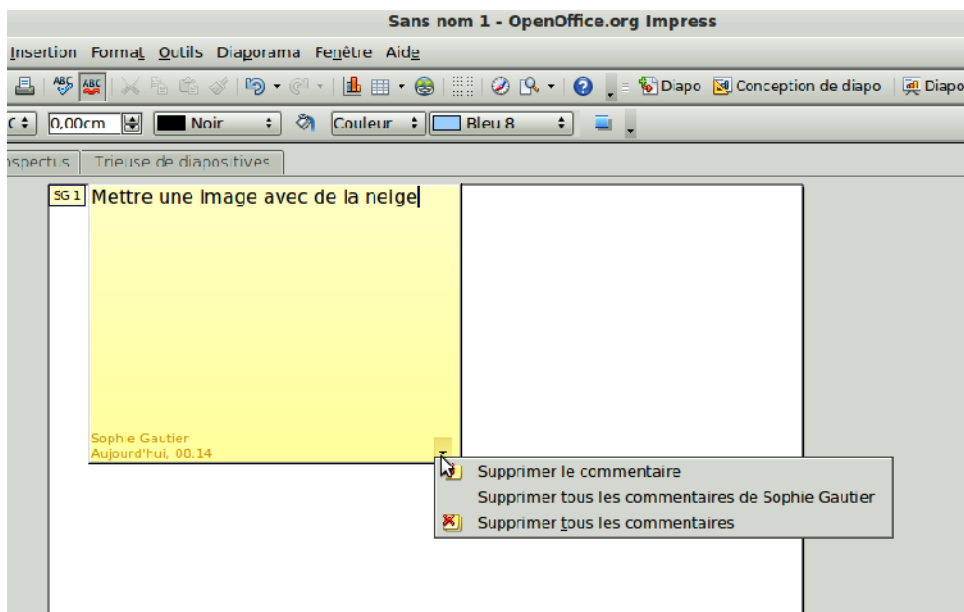 Sans nom 1 - OpenOffice.org Impress
Insertion Format Outils Diaporama Fenêtre Aide
ABC ABC Diapo Conception de diapo Diapo
0,00cm Noir Couleur Bleu 8
Trieuse de diapositives
SG 1 Mettre une image avec de la neige
Sophie Gautier
Aujourd'hui, 00.14
Supprimer le commentaire
Supprimer tous les commentaires de Sophie Gautier
Supprimer tous les commentaires